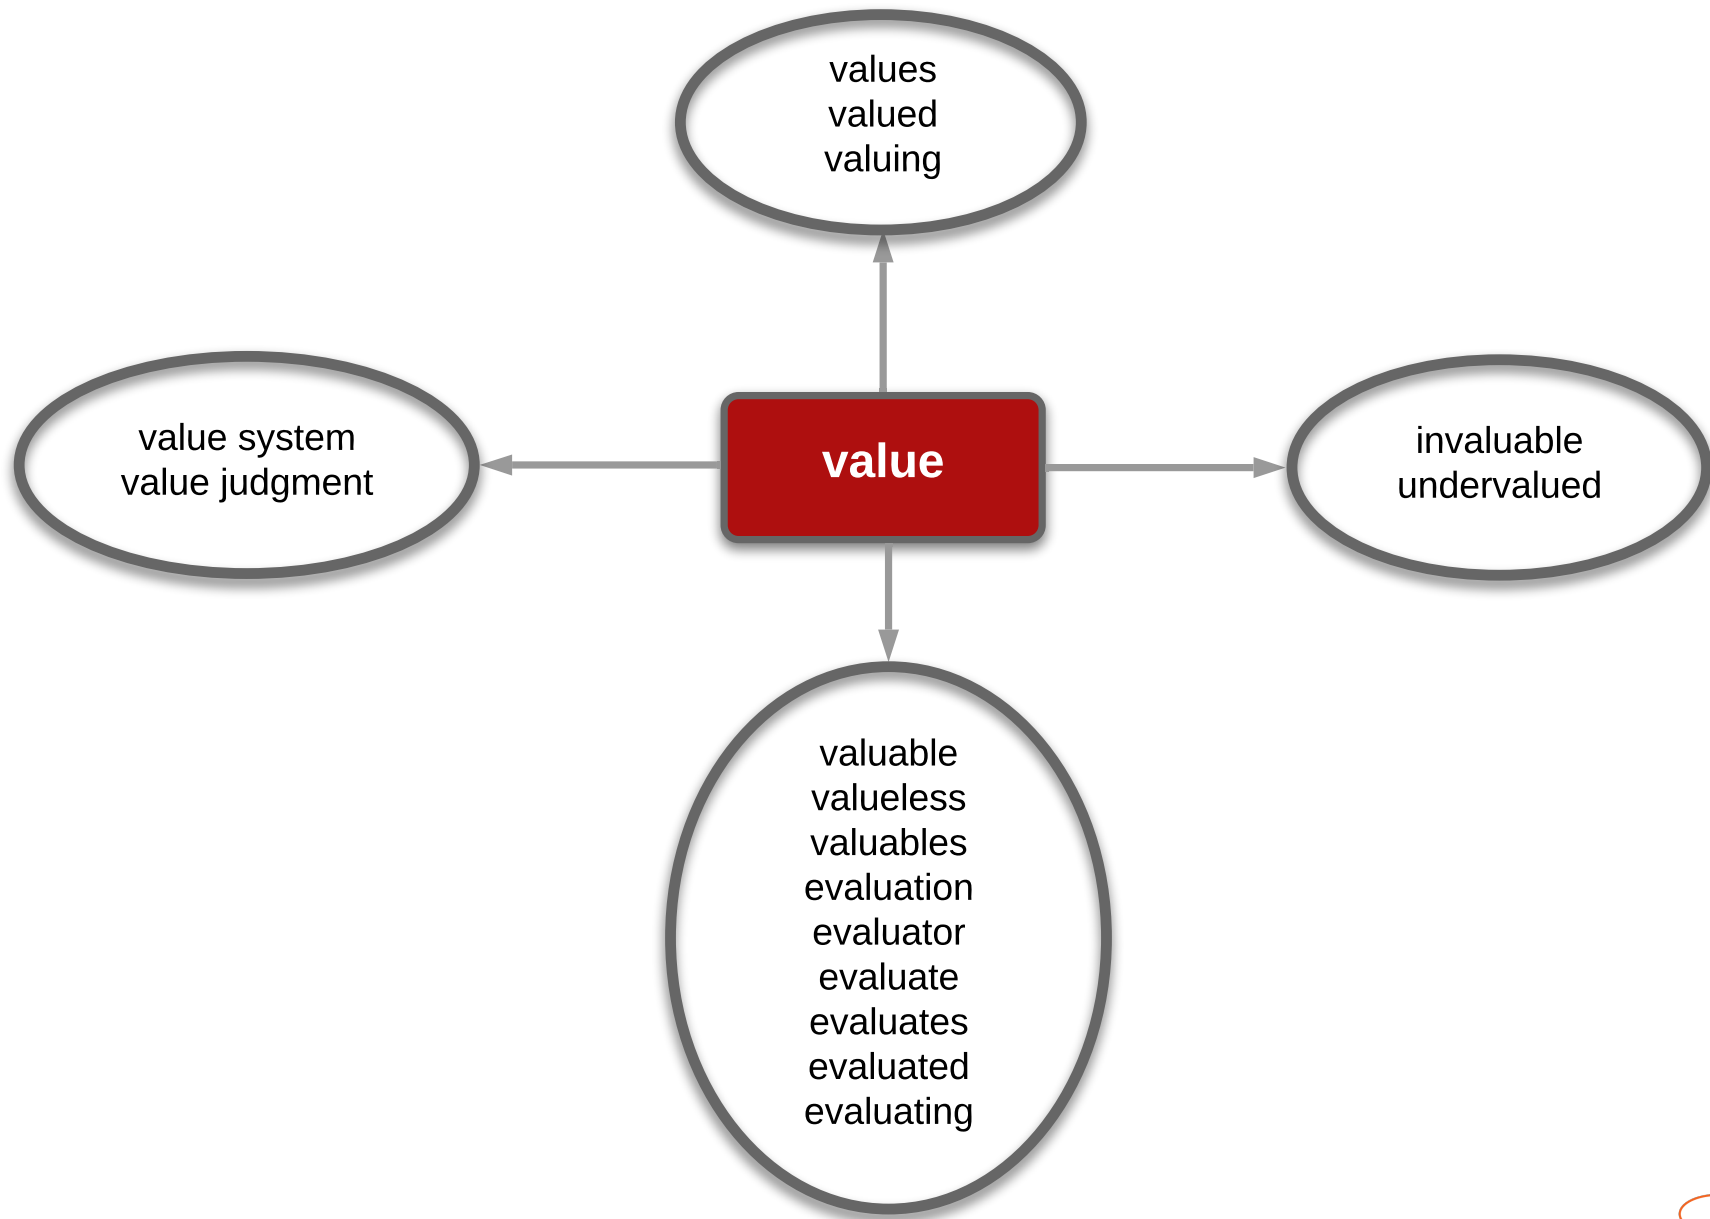 values
valued
valuing
value system
value judgment
value
invaluable
undervalued
valuable
valueless
valuables
evaluation
evaluator
evaluate
evaluates
evaluated
evaluating